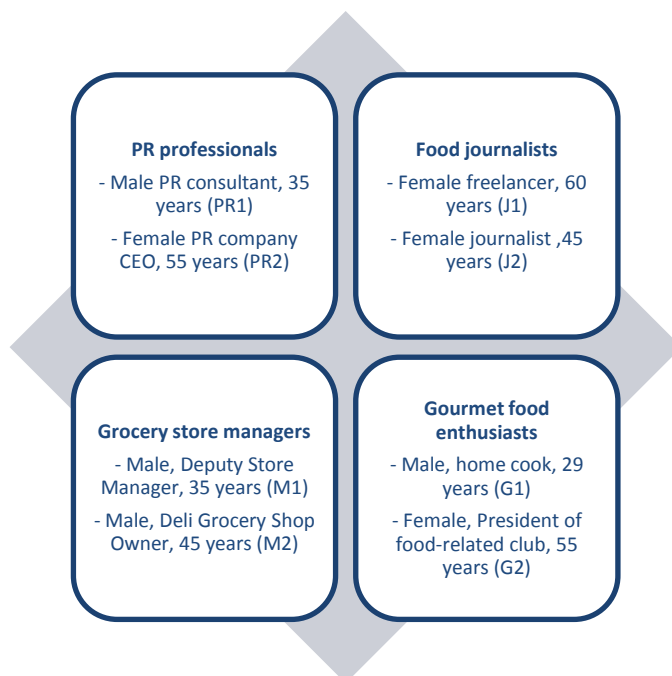 PR professionals
- Male PR consultant, 35
years (PR1)
- Female PR company
CEO, 55 years (PR2)
Food journalists
- Female freelancer, 60
years (J1)
- Female journalist ,45
years (J2)
Grocery store managers
- Male, Deputy Store
Manager, 35 years (M1)
- Male, Deli Grocery Shop
Owner, 45 years (M2)
Gourmet food
enthusiasts
- Male, home cook, 29
years (G1)
- Female, President of
food-related club, 55
years (G2)